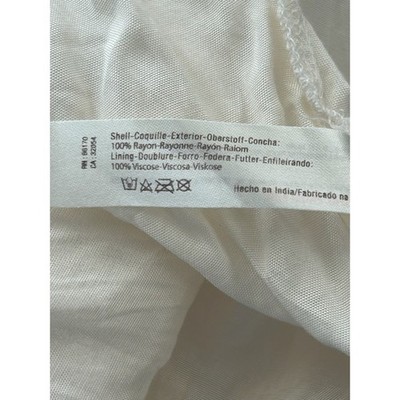 RN : 96170
CA : 32054
Shell-Coquille-Exterior-Oberstoff-Concha:
100% Rayon-Rayonne-Rayón-Raiom
Lining-Doublure-Forro-Fodera-Futter-Enfileirando:
100% Viscose-Viscosa-Viskose
Hecho en India/Fabricado na